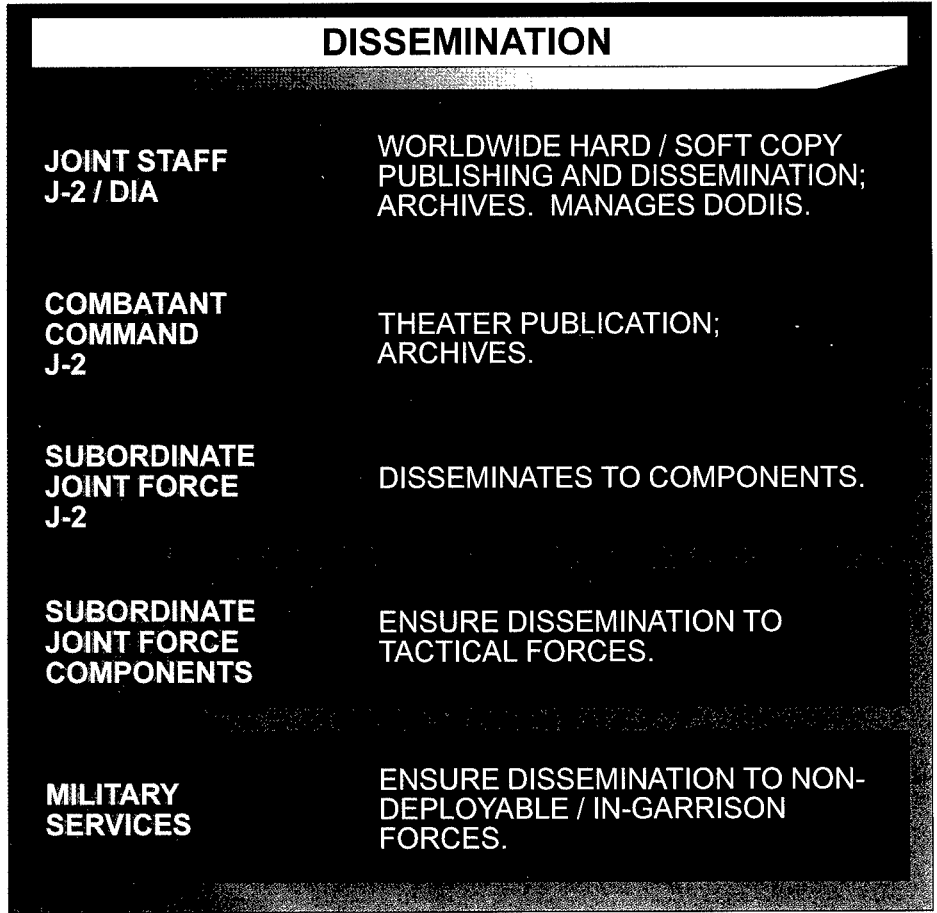 DISSEMINATION
JOINT STAFF
J-2 / DIA
WORLDWIDE HARD / SOFT COPY
PUBLISHING AND DISSEMINATION;
ARCHIVES. MANAGES DODIIS.
COMBATANT
COMMAND
J-2
THEATER PUBLICATION;
ARCHIVES.
SUBORDINATE
JOINT FORCE
J-2
DISSEMINATES TO COMPONENTS.
SUBORDINATE
JOINT FORCE
COMPONENTS
ENSURE DISSEMINATION TO
TACTICAL FORCES.
MILITARY
SERVICES
ENSURE DISSEMINATION TO NON-
DEPLOYABLE / IN-GARRISON
FORCES.